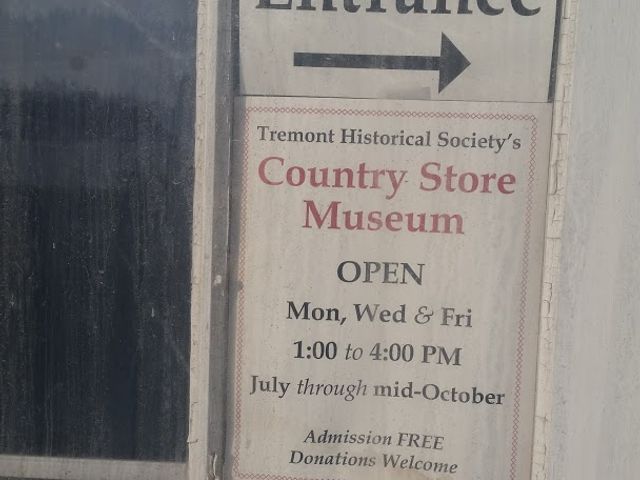 Entrance
Tremont Historical Society's
Country Store
Museum
OPEN
Mon, Wed & Fri
1:00 to 4:00 PM
July through mid-October
Admission FREE
Donations Welcome